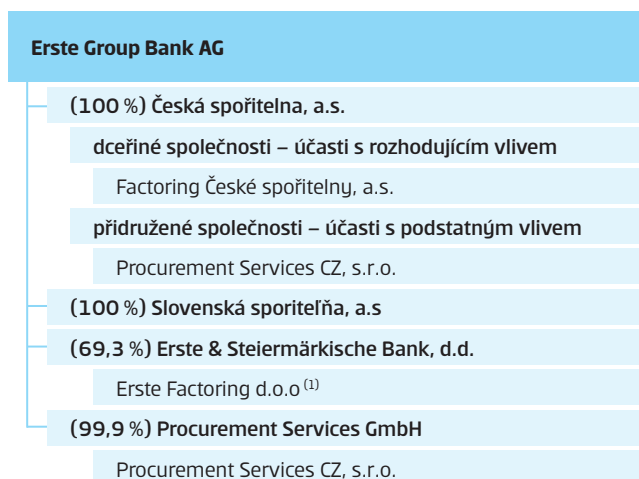 Erste Group Bank AG
(100 %) Česká spořitelna, a.s.
dceřiné společnosti – účasti s rozhodujícím vlivem
Factoring České spořitelny, a.s.
přidružené společnosti – účasti s podstatným vlivem
Procurement Services CZ, s.r.o.
(100 %) Slovenská sporiteľňa, a.s
(69,3 %) Erste & Steiermärkische Bank, d.d.
Erste Factoring d.o.o (1)
(99,9 %) Procurement Services GmbH
Procurement Services CZ, s.r.o.